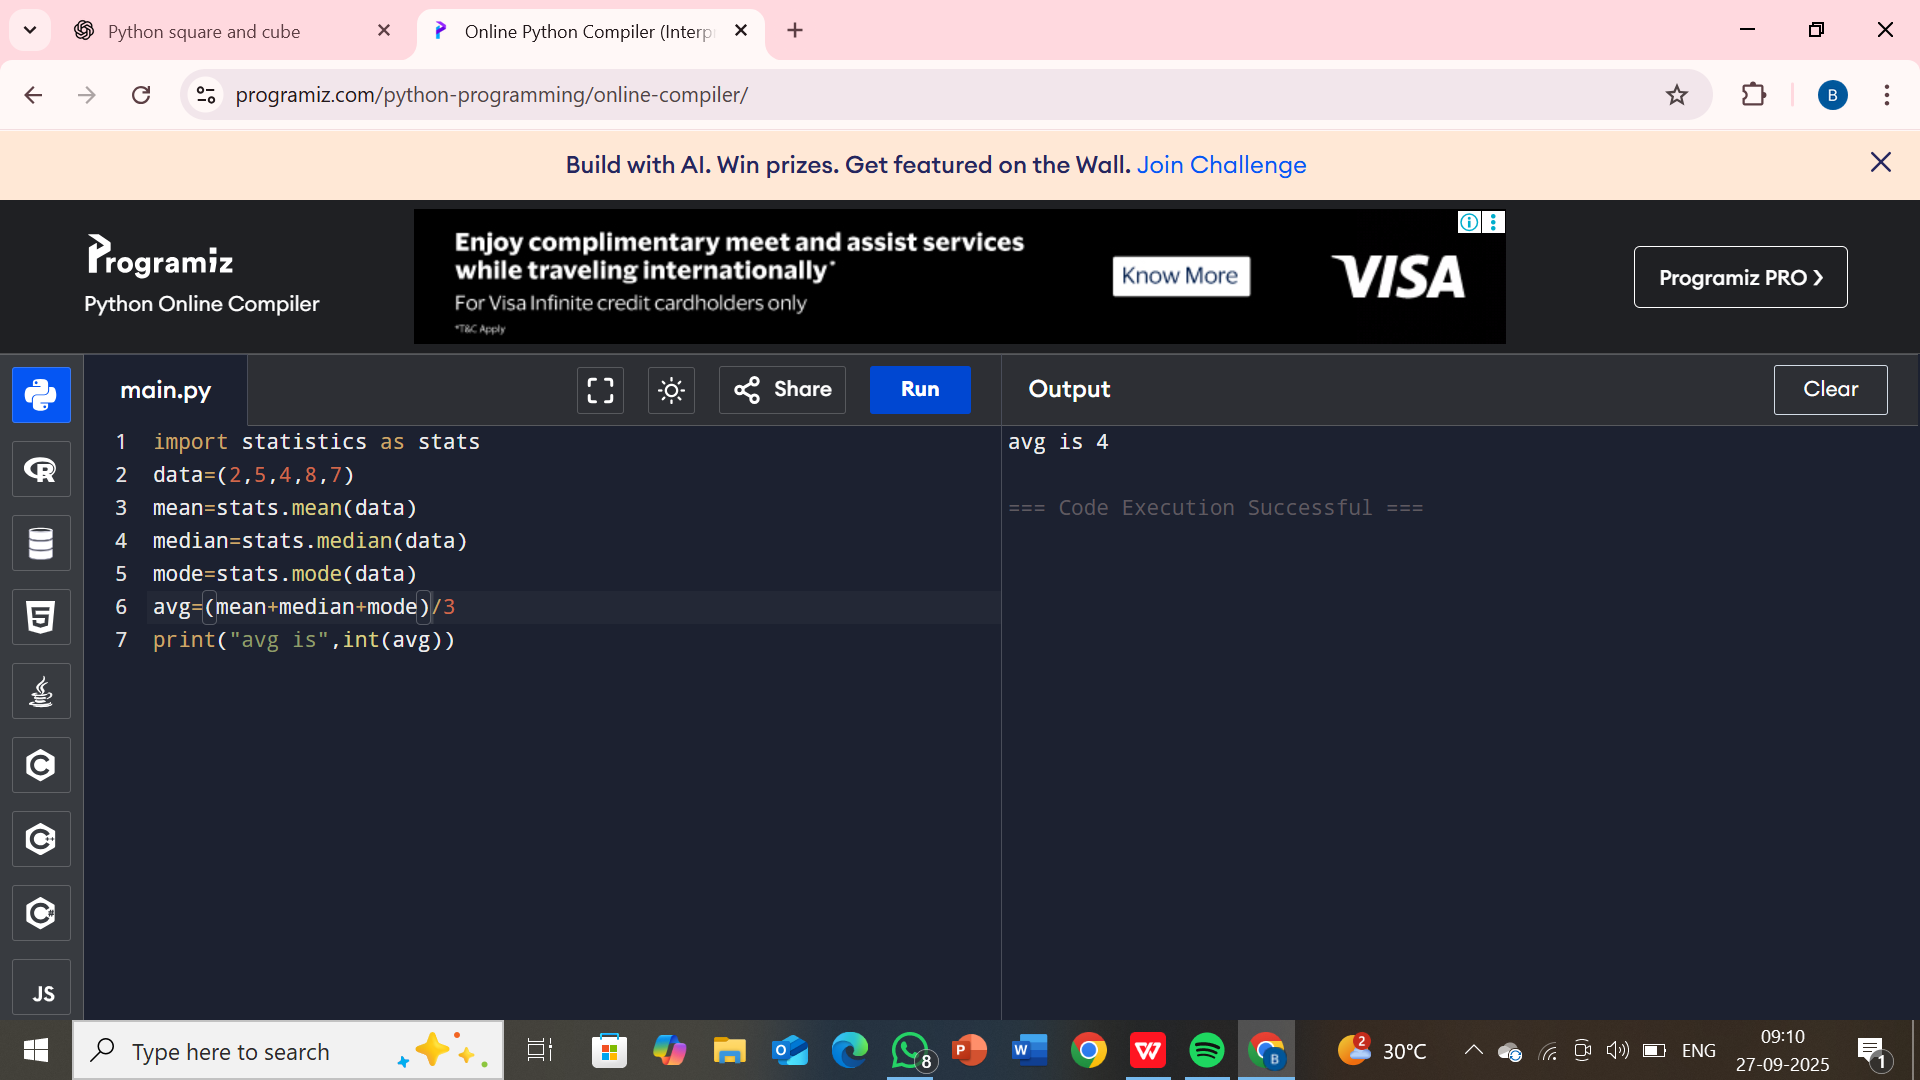 Python square and cube
Online Python Compiler (Interp
programiz.com/python-programming/online-compiler/
B
Build with AI. Win prizes. Get featured on the Wall. Join Challenge
Programiz
Python Online Compiler
Enjoy complimentary meet and assist services
while traveling internationally*
For Visa Infinite credit cardholders only
*T&C Apply
Know More
VISA
Programiz PRO
main.py
Share
Run
Output
Clear
1 import statistics as stats
2 data=(2,5,4,8,7)
3 mean=stats.mean(data)
4 median=stats.median(data)
5 mode=stats.mode(data)
6 avg=(mean+median+mode)/3
7 print("avg is",int(avg))
avg is 4
=== Code Execution Successful ===
R
5
C
C++
C#
JS
Type here to search
8
P
W
W
B
2
30°C
ENG
09:10
27-09-2025
1